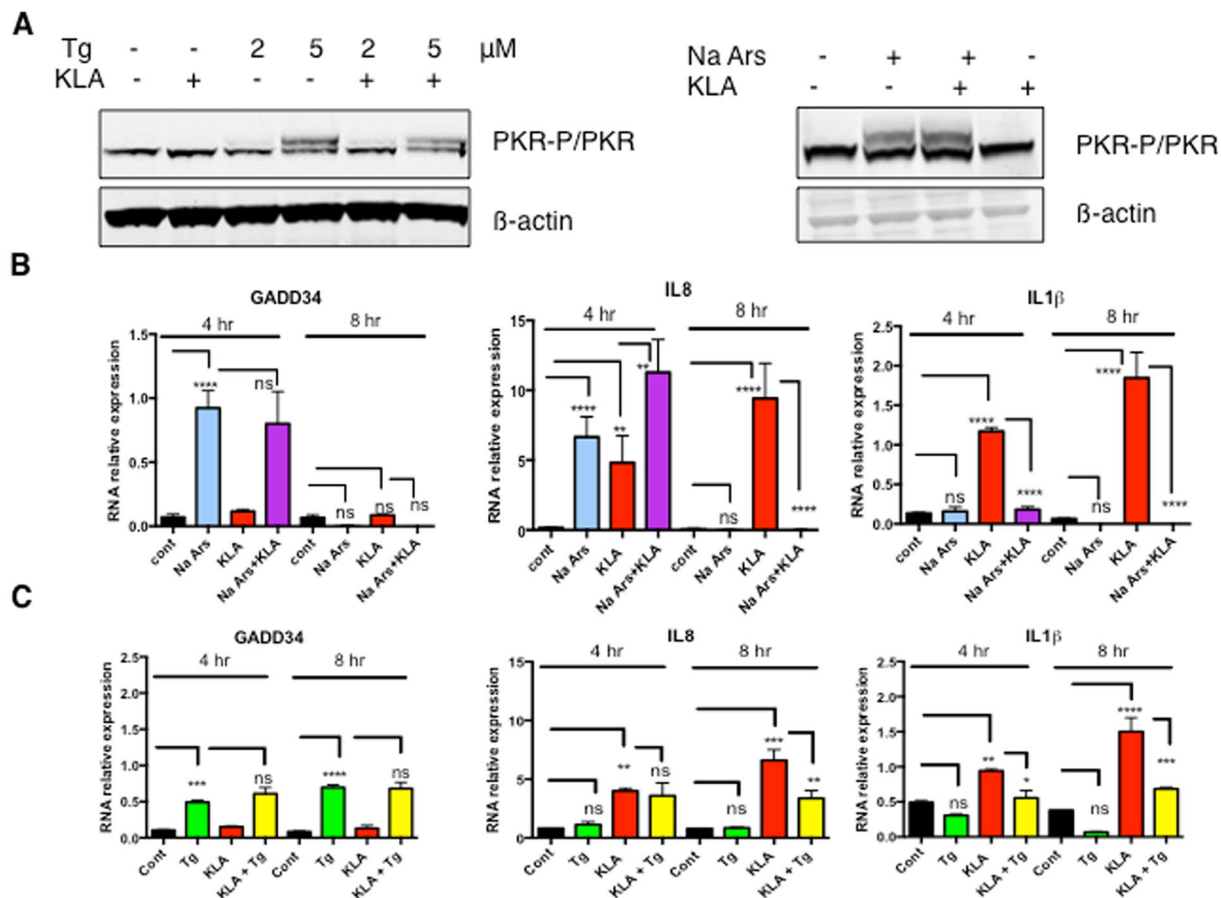 A
Tg - - 2 5 2 5 µM
KLA - + - - + +
PKR-P/PKR
ß-actin
Na Ars - + + -
KLA - - + +
PKR-P/PKR
ß-actin
B
GADD34
4 hr 8 hr
RNA relative expression
1.5
1.0
0.5
0.0
**** ns ns ns ns
cont Na Ars KLA Na Ars+KLA cont Na Ars KLA Na Ars+KLA
IL8
4 hr 8 hr
RNA relative expression
15
10
5
0
**** ** ** ns **** ****
cont Na Ars KLA Na Ars+KLA cont Na Ars KLA Na Ars+KLA
IL1β
4 hr 8 hr
RNA relative expression
2.5
2.0
1.5
1.0
0.5
0.0
ns **** **** ns **** ****
cont Na Ars KLA Na Ars+KLA cont Na Ars KLA Na Ars+KLA
C
GADD34
4 hr 8 hr
RNA relative expression
2.5
2.0
1.5
1.0
0.5
0.0
*** ns **** ns
Cont Tg KLA KLA + Tg Cont Tg KLA KLA + Tg
IL8
4 hr 8 hr
RNA relative expression
15
10
5
0
ns ** ns ns *** **
Cont Tg KLA KLA + Tg Cont Tg KLA KLA + Tg
IL1β
4 hr 8 hr
RNA relative expression
2.5
2.0
1.5
1.0
0.5
0.0
ns ** * ns **** ***
Cont Tg KLA KLA + Tg Cont Tg KLA KLA + Tg